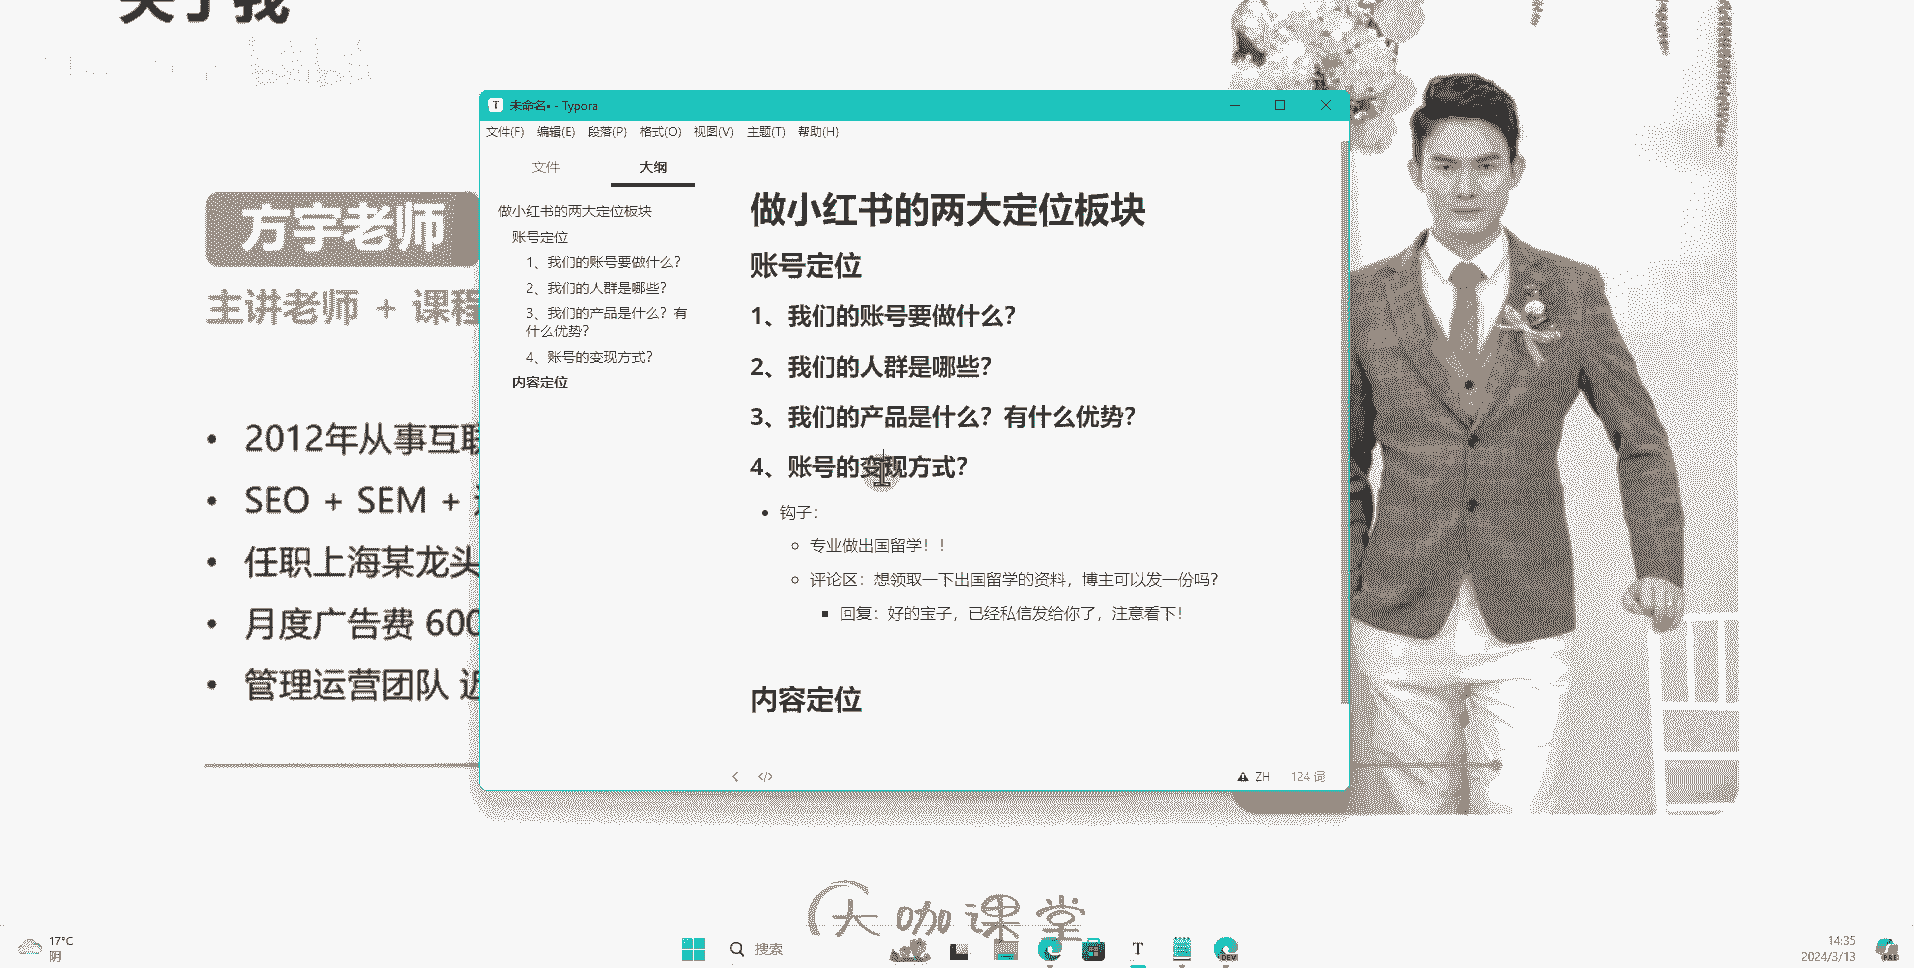 关于我
方宇老师
主讲老师 + 课程
• 2012年从事互联
• SEO + SEM +
• 任职上海某龙头
• 月度广告费 600
• 管理运营团队 近
未命名• - Typora
文件(F) 编辑(E) 段落(P) 格式(O) 视图(V) 主题(T) 帮助(H)
文件 大纲
做小红书的两大定位板块
账号定位
1、我们的账号要做什么？
2、我们的人群是哪些？
3、我们的产品是什么？有
什么优势？
4、账号的变现方式？
内容定位
做小红书的两大定位板块
账号定位
1、我们的账号要做什么？
2、我们的人群是哪些？
3、我们的产品是什么？有什么优势？
4、账号的变现方式？
• 钩子：
专业做出国留学！！
评论区：想领取一下出国留学的资料，博主可以发一份吗？
回复：好的宝子，已经私信发给你了，注意看下！
内容定位
</> ZH 124 词
大咖课堂
17°C
阴
搜索
T
DEV
14:35
2024/3/13
PRE